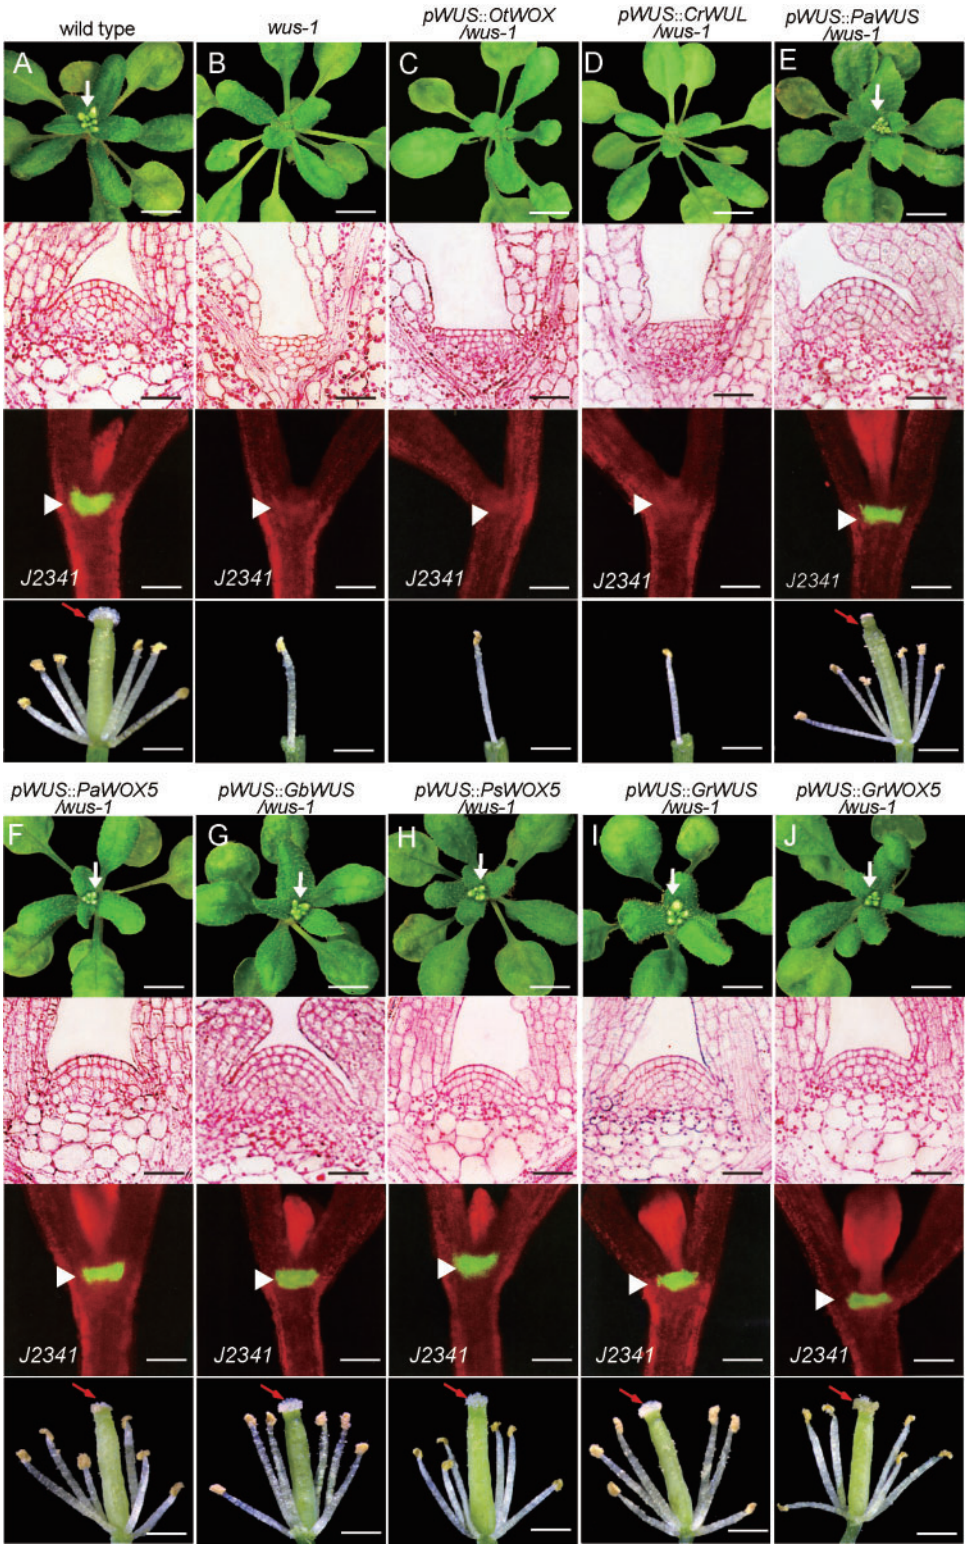 wild type
wus-1
pWUS::OtWOX
/wus-1
pWUS::CrWUL
/wus-1
pWUS::PaWUS
/wus-1
A
B
C
D
E
J2341
J2341
J2341
J2341
J2341
pWUS::PaWOX5
/wus-1
pWUS::GbWUS
/wus-1
pWUS::PsWOX5
/wus-1
pWUS::GrWUS
/wus-1
pWUS::GrWOX5
/wus-1
F
G
H
I
J
J2341
J2341
J2341
J2341
J2341